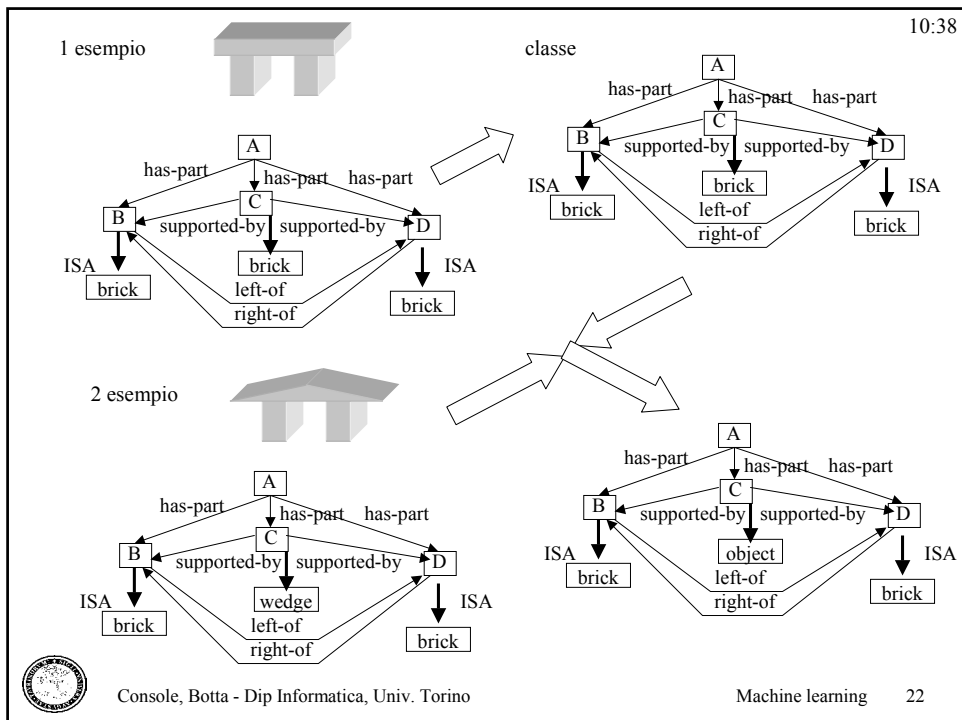 10:38
1 esempio
A
has-part
has-part
has-part
B
C
D
supported-by
supported-by
ISA
brick
brick
ISA
brick
left-of
right-of
classe
A
has-part
has-part
has-part
B
C
D
supported-by
supported-by
ISA
brick
brick
ISA
brick
left-of
right-of
2 esempio
A
has-part
has-part
has-part
B
C
D
supported-by
supported-by
ISA
brick
wedge
ISA
brick
left-of
right-of
A
has-part
has-part
has-part
B
C
D
supported-by
supported-by
ISA
brick
object
ISA
brick
left-of
right-of
Console, Botta - Dip Informatica, Univ. Torino
Machine learning 22